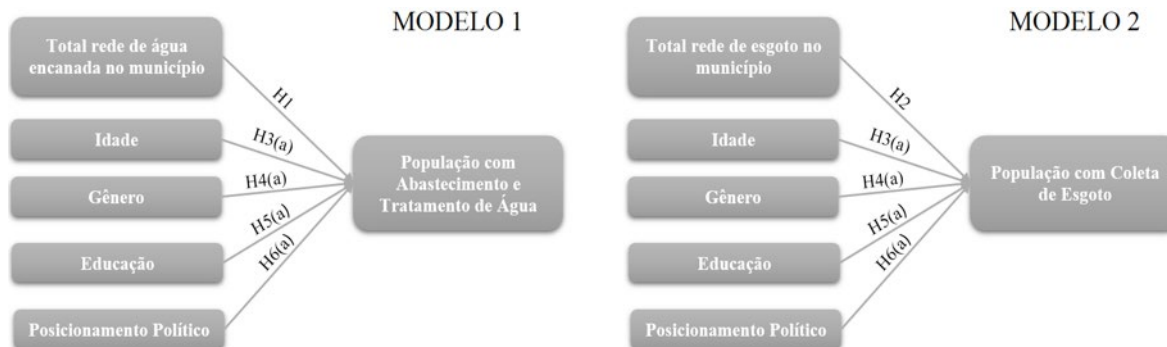 MODELO 1
Total rede de água
encanada no município
H1
Idade
H3(a)
Gênero
H4(a)
Educação
H5(a)
Posicionamento Político
H6(a)
População com
Abastecimento e
Tratamento de Água
MODELO 2
Total rede de esgoto no
município
H2
Idade
H3(a)
Gênero
H4(a)
Educação
H5(a)
Posicionamento Político
H6(a)
População com Coleta
de Esgoto